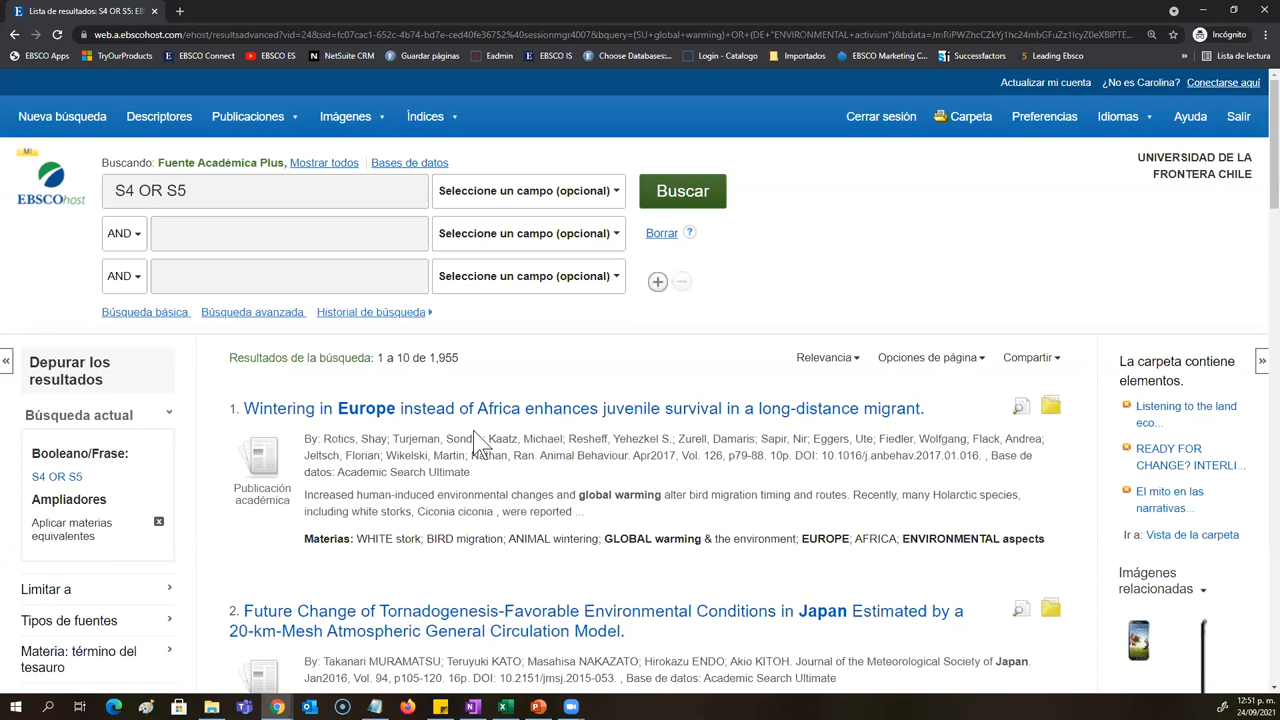 Lista de resultados: S4 OR S5: EB
Incógnito
web.a.ebscohost.com/ehost/resultsadvanced?vid=24&sid=fc07cac1-652c-4b74-bd7e-ced40fe36752%40sessionmgr4007&bquery=(SU+global+warming)+OR+(DE+"ENVIRONMENTAL+activism")&bdata=
EBSCO Apps TryOurProducts EBSCO Connect EBSCO ES NetSuite CRM Guardar páginas Eadmin EBSCO IS Choose Databases:... Login - Catalogo Importados EBSCO Marketing C... Successfactors Leading Ebsco » Lista de lectura
Actualizar mi cuenta ¿No es Carolina? Conectarse aquí
Nueva búsqueda Descriptores Publicaciones Imágenes Índices Cerrar sesión Carpeta Preferencias Idiomas Ayuda Salir
MI
EBSCOhost
Buscando: Fuente Académica Plus, Mostrar todos Bases de datos
UNIVERSIDAD DE LA
FRONTERA CHILE
S4 OR S5 Seleccione un campo (opcional) Buscar
AND Seleccione un campo (opcional) Borrar ?
AND Seleccione un campo (opcional)
Búsqueda básica Búsqueda avanzada Historial de búsqueda
«
Depurar los
resultados
Búsqueda actual
Booleano/Frase:
S4 OR S5
Ampliadores
Aplicar materias
equivalentes
Limitar a
Tipos de fuentes
Materia: término del
tesauro
Resultados de la búsqueda: 1 a 10 de 1,955
Relevancia Opciones de página Compartir
1. Wintering in Europe instead of Africa enhances juvenile survival in a long-distance migrant.
Publicación
académica
By: Rotics, Shay; Turjeman, Sond Kaatz, Michael; Resheff, Yehezkel S.; Zurell, Damaris; Sapir, Nir; Eggers, Ute; Fiedler, Wolfgang; Flack, Andrea;
Jeltsch, Florian; Wikelski, Martin; Nathan, Ran. Animal Behaviour. Apr2017, Vol. 126, p79-88. 10p. DOI: 10.1016/j.anbehav.2017.01.016. , Base de
datos: Academic Search Ultimate
Increased human-induced environmental changes and global warming alter bird migration timing and routes. Recently, many Holarctic species,
including white storks, Ciconia ciconia , were reported ...
Materias: WHITE stork; BIRD migration; ANIMAL wintering; GLOBAL warming & the environment; EUROPE; AFRICA; ENVIRONMENTAL aspects
2. Future Change of Tornadogenesis-Favorable Environmental Conditions in Japan Estimated by a
20-km-Mesh Atmospheric General Circulation Model.
By: Takanari MURAMATSU; Teruyuki KATO; Masahisa NAKAZATO; Hirokazu ENDO; Akio KITOH. Journal of the Meteorological Society of Japan.
Jan2016, Vol. 94, p105-120. 16p. DOI: 10.2151/jmsj.2015-053. , Base de datos: Academic Search Ultimate
»
La carpeta contiene
elementos.
Listening to the land
eco...
READY FOR
CHANGE? INTERLI...
El mito en las
narrativas...
Ir a: Vista de la carpeta
Imágenes
relacionadas
12:51 p. m.
24/09/2021